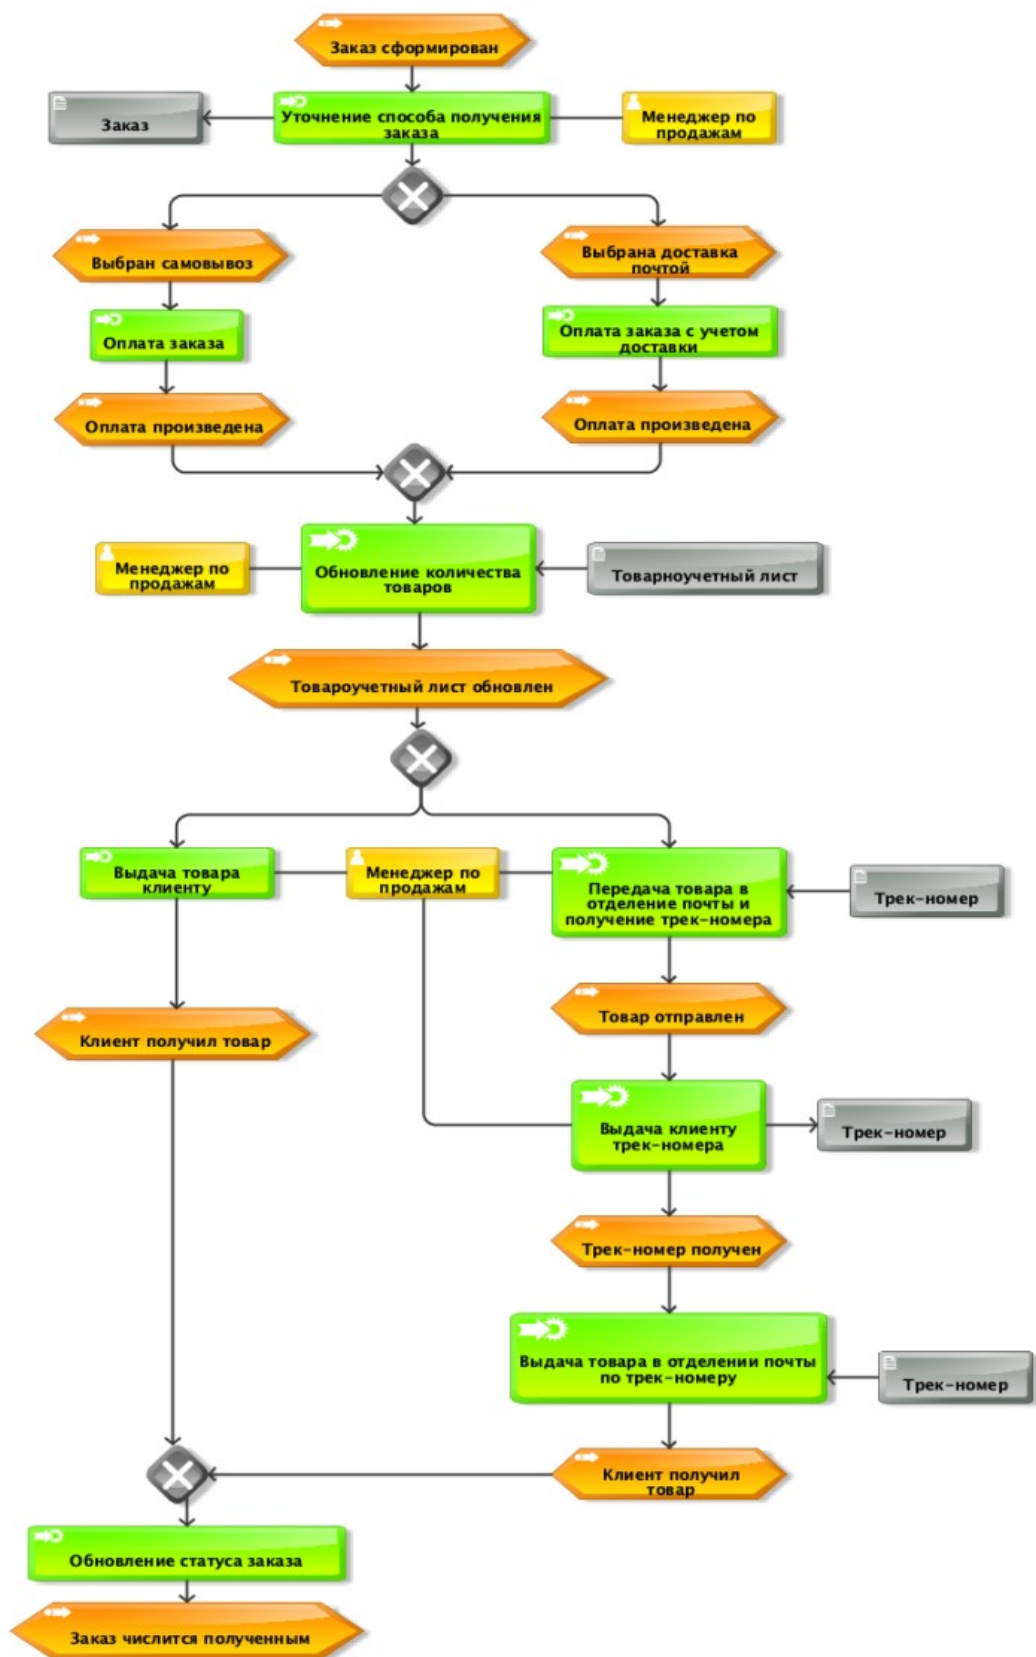 Заказ сформирован
Заказ
Уточнение способа получения
заказа
Менеджер по
продажам
Выбран самовывоз
Выбрана доставка
почтой
Оплата заказа
Оплата заказа с учетом
доставки
Оплата произведена
Оплата произведена
Менеджер по
продажам
Обновление количества
товаров
Товарноучетный лист
Товароучетный лист обновлен
Выдача товара
клиенту
Менеджер по
продажам
Передача товара в
отделение почты и
получение трек-номера
Трек-номер
Товар отправлен
Клиент получил товар
Выдача клиенту
трек-номера
Трек-номер
Трек-номер получен
Выдача товара в отделении почты
по трек-номеру
Трек-номер
Клиент получил
товар
Обновление статуса заказа
Заказ числится полученным